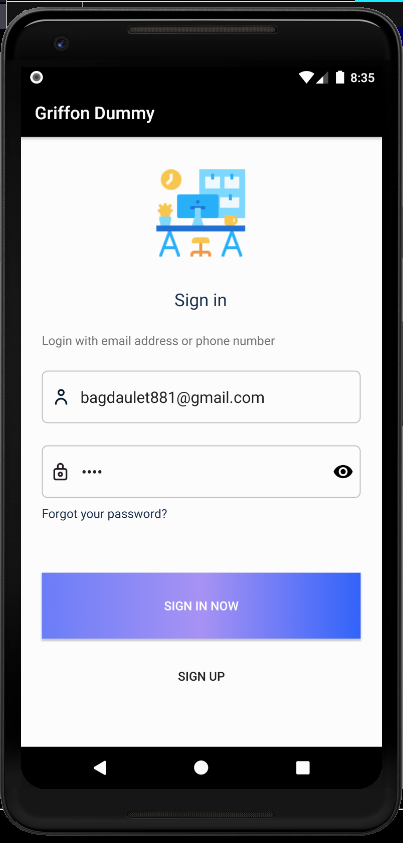 8:35
Griffon Dummy
Sign in
Login with email address or phone number
bagdaulet881@gmail.com
••••
Forgot your password?
SIGN IN NOW
SIGN UP